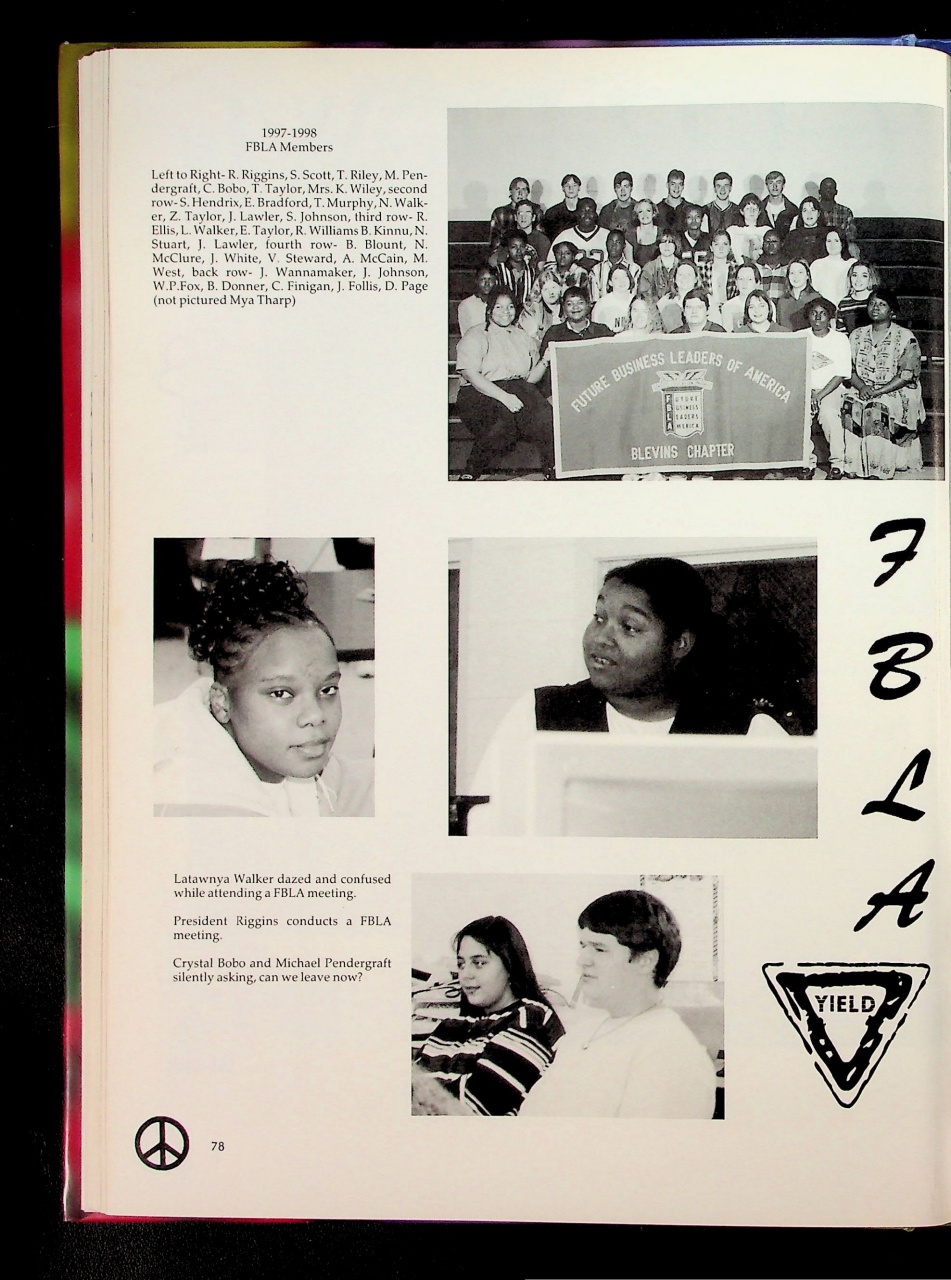 1997-1998
FBLA Members
Left to Right- R. Riggins, S. Scott, T. Riley, M. Pen-
dergraft, C. Bobo, T. Taylor, Mrs. K. Wiley, second
row- S. Hendrix, E. Bradford, T. Murphy, N. Walk-
er, Z. Taylor, J. Lawler, S. Johnson, third row- R.
Ellis, L. Walker, E. Taylor, R. Williams B. Kinnu, N.
Stuart, J. Lawler, fourth row- B. Blount, N.
McClure, J. White, V. Steward, A. McCain, M.
West, back row- J. Wannamaker, J. Johnson,
W.P.Fox, B. Donner, C. Finigan, J. Follis, D. Page
(not pictured Mya Tharp)
FUTURE BUSINESS LEADERS OF AMERICA
FUTURE
BUSINESS
LEADERS
AMERICA
BLEVINS CHAPTER
F
B
L
A
Latawnya Walker dazed and confused
while attending a FBLA meeting.
President Riggins conducts a FBLA
meeting.
Crystal Bobo and Michael Pendergraft
silently asking, can we leave now?
YIELD
78